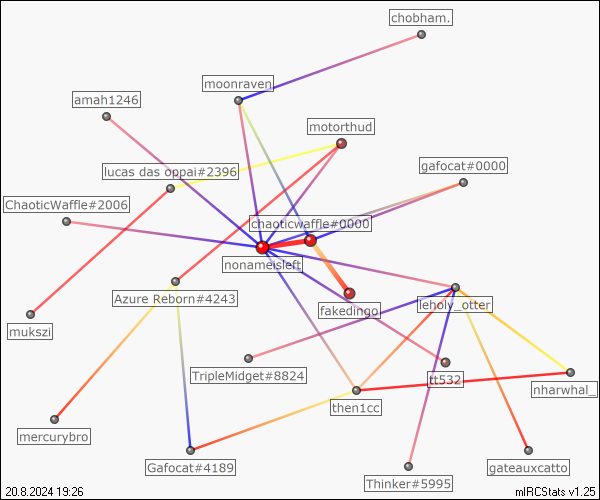 chobham.
moonraven
amah1246
motorthud
gafocat#0000
lucas das oppai#2396
ChaoticWaffle#2006
chaoticwaffle#0000
nonameisleft
Azure Reborn#4243
fakedingo
leholy_otter
mukszi
TripleMidget#8824
tt532
nharwhal_
then1cc
mercurybro
Gafocat#4189
gateauxcatto
Thinker#5995
20.8.2024 19:26
mIRCStats v1.25